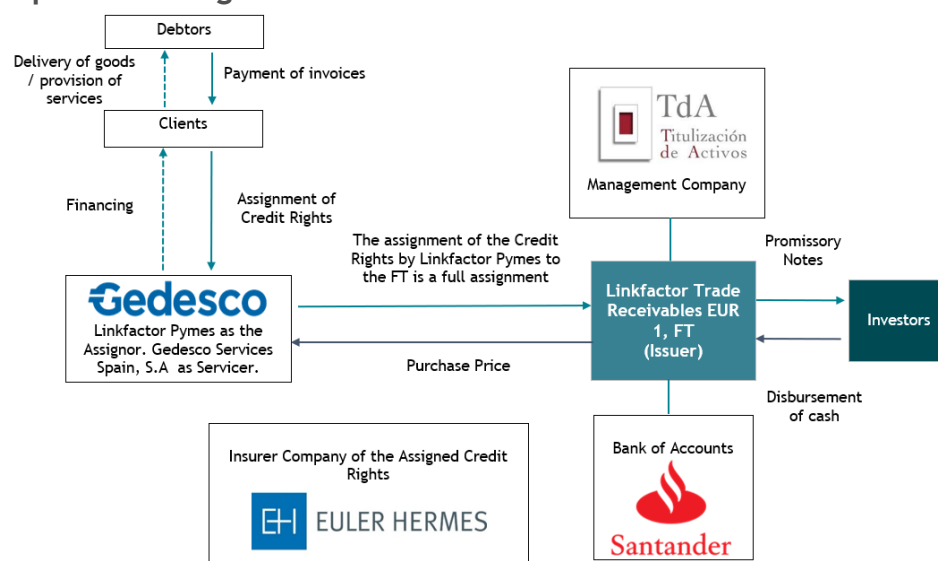 Debtors
Delivery of goods
/ provision of
services
Payment of invoices
Clients
Financing
Assignment of
Credit Rights
TdA
Titulización
de Activos
Management Company
The assignment of the Credit
Rights by Linkfactor Pymes to
the FT is a full assignment
Promissory
Notes
Gedesco
Linkfactor Pymes as the
Assignor. Gedesco Services
Spain, S.A as Servicer.
Linkfactor Trade
Receivables EUR
1, FT
(Issuer)
Investors
Purchase Price
Disbursement
of cash
Insurer Company of the Assigned Credit
Rights
EH EULER HERMES
Bank of Accounts
Santander